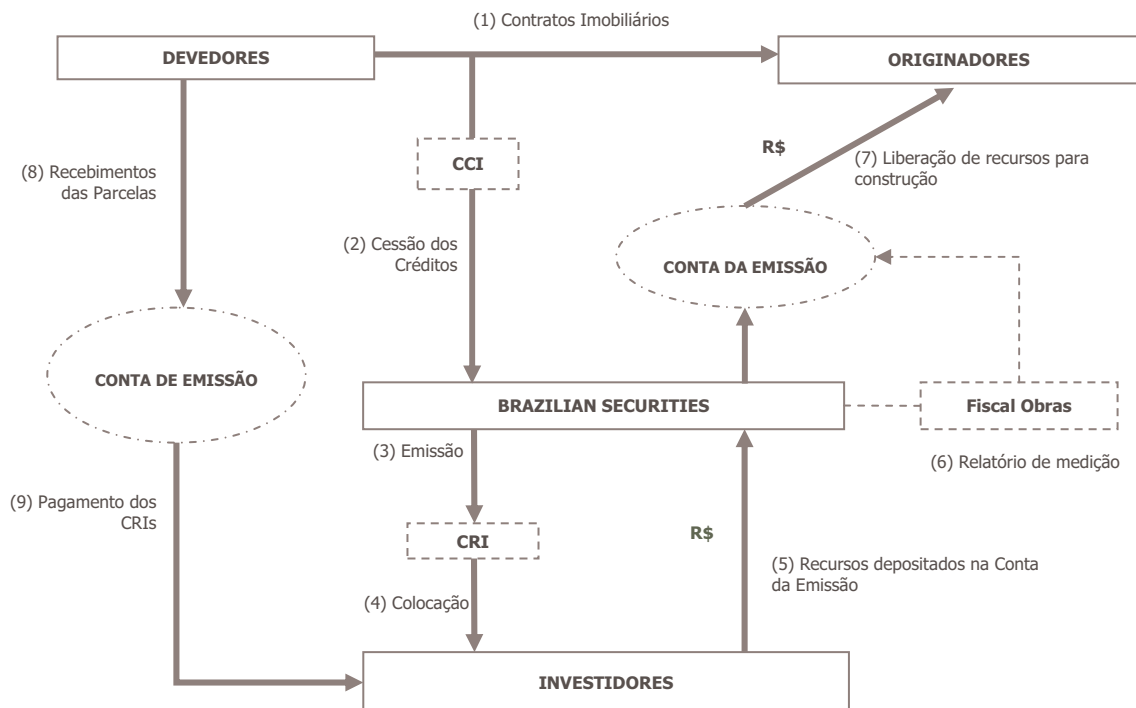 (1) Contratos Imobiliários
DEVEDORES
ORIGINADORES
R$
(7) Liberação de recursos para
construção
CCI
(8) Recebimentos
das Parcelas
(2) Cessão dos
Créditos
CONTA DA EMISSÃO
CONTA DE EMISSÃO
BRAZILIAN SECURITIES
Fiscal Obras
(3) Emissão
(6) Relatório de medição
(9) Pagamento dos
CRIs
CRI
R$
(5) Recursos depositados na Conta
da Emissão
(4) Colocação
INVESTIDORES